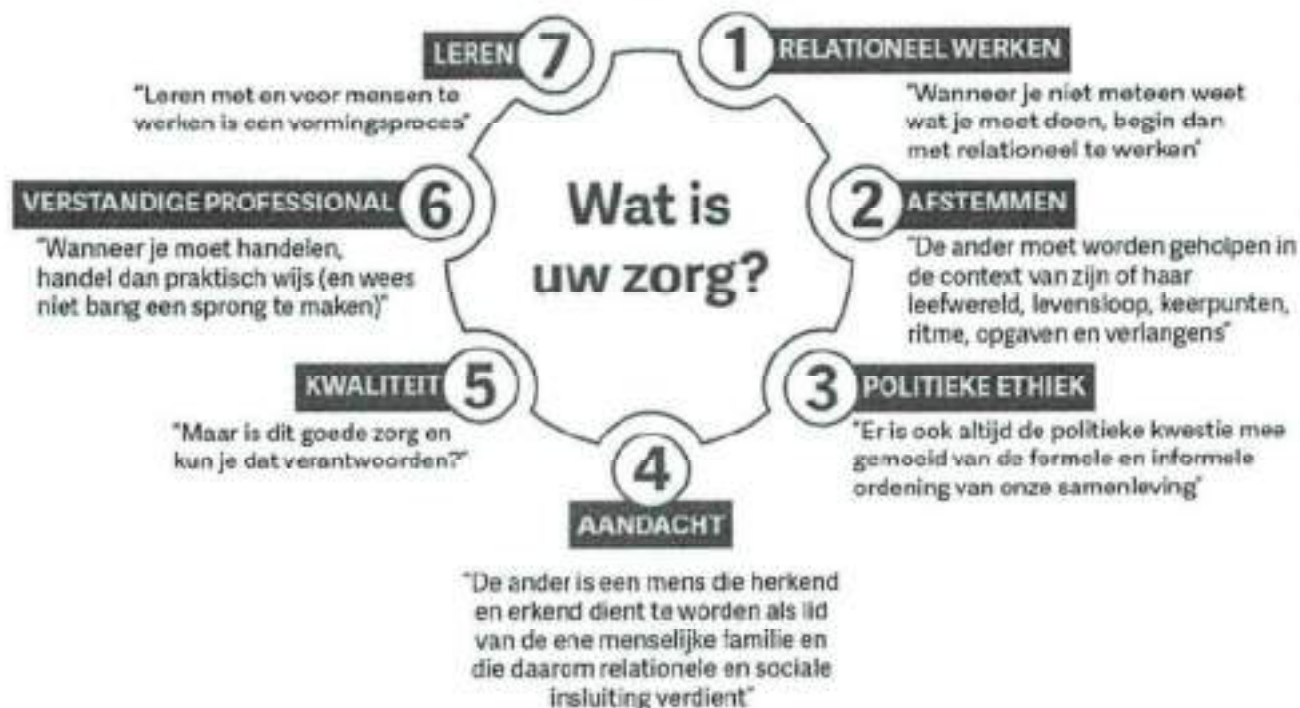 Wat is
uw zorg?
1 RELATIONEEL WERKEN
"Wanneer je niet meteen weet
wat je moet doen, begin dan
met relationeel te werken"
2 AFSTEMMEN
"De ander moet worden geholpen in
de context van zijn of haar
leefwereld, levensloop, keerpunten,
ritme, opgaven en verlangens"
3 POLITIEKE ETHIEK
"Er is ook altijd de politieke kwestie mee
gemoeid van de formele en informele
ordening van onze samenleving"
4
AANDACHT
"De ander is een mens die herkend
en erkend dient te worden als lid
van de ene menselijke familie en
die daarom relationele en sociale
insluiting verdient"
KWALITEIT 5
"Maar is dit goede zorg en
kun je dat verantwoorden?"
VERSTANDIGE PROFESSIONAL 6
"Wanneer je moet handelen,
handel dan praktisch wijs (en wees
niet bang een sprong te maken)"
LEREN 7
"Leren met en voor mensen te
werken is een vormingsproces"